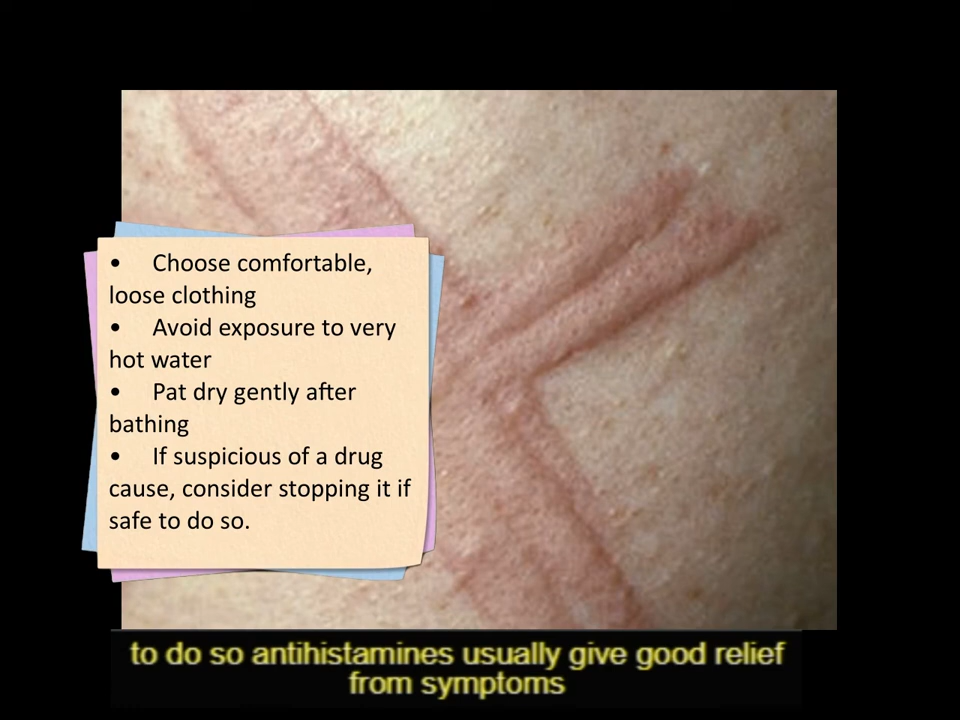 • Choose comfortable,
loose clothing
• Avoid exposure to very
hot water
• Pat dry gently after
bathing
• If suspicious of a drug
cause, consider stopping it if
safe to do so.
to do so antihistamines usually give good relief
from symptoms